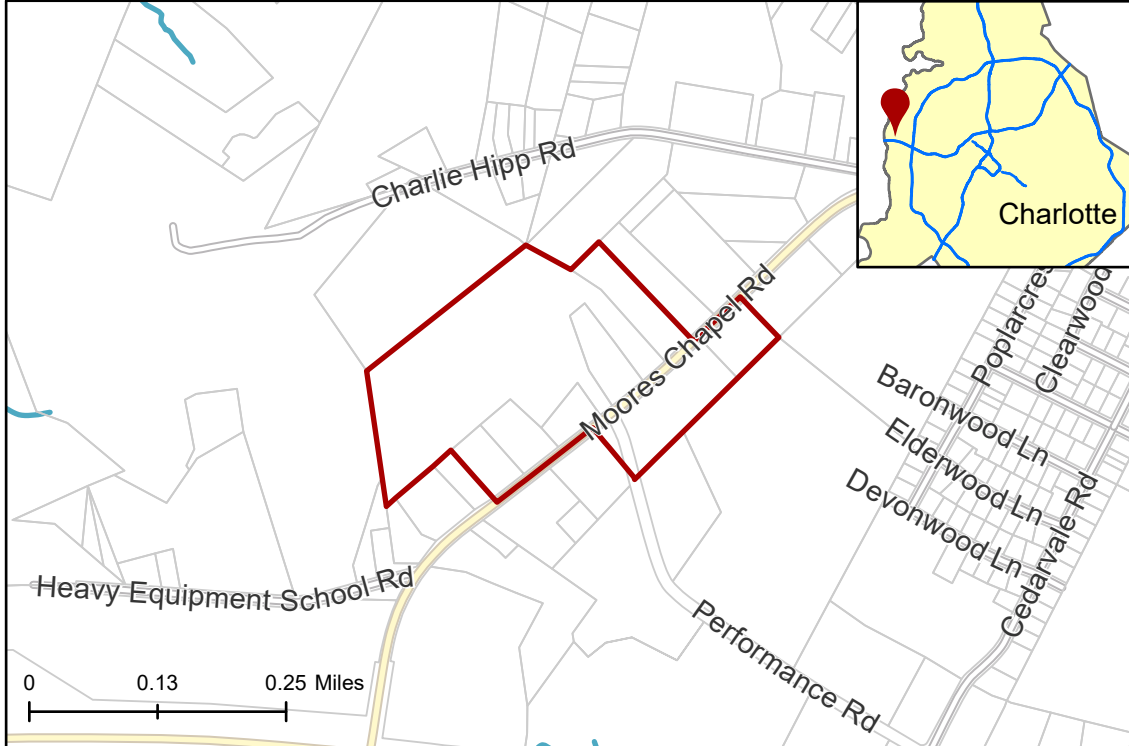 Charlie Hipp Rd
Charlotte
Moores Chapel Rd
Poplarcres
Clearwood
Baronwood Ln
Elderwood Ln
Devonwood Ln
Cedarvale Rd
Heavy Equipment School Rd
Performance Rd
0 0.13 0.25 Miles